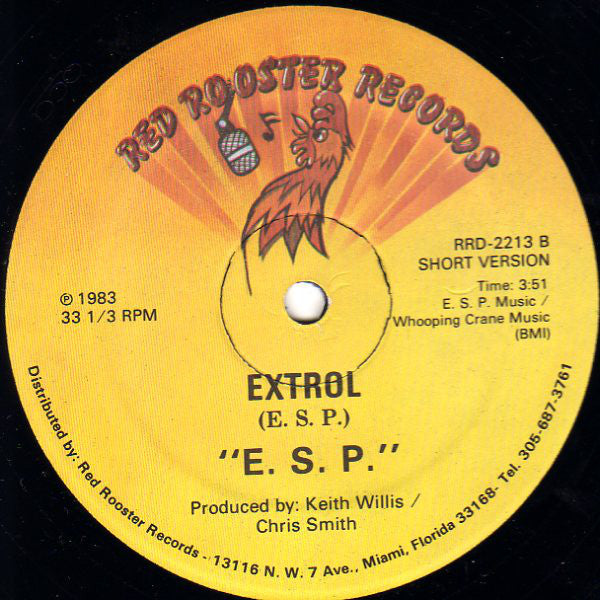 RED ROOSTER RECORDS
RRD-2213 B
SHORT VERSION
Time: 3:51
E. S. P. Music /
Whooping Crane Music
(BMI)
℗ 1983
33 1/3 RPM
EXTROL
(E. S. P.)
"E. S. P."
Produced by: Keith Willis /
Chris Smith
Distributed by: Red Rooster Records - 13116 N. W. 7 Ave., Miami, Florida 33168- Tel. 305-687-3761